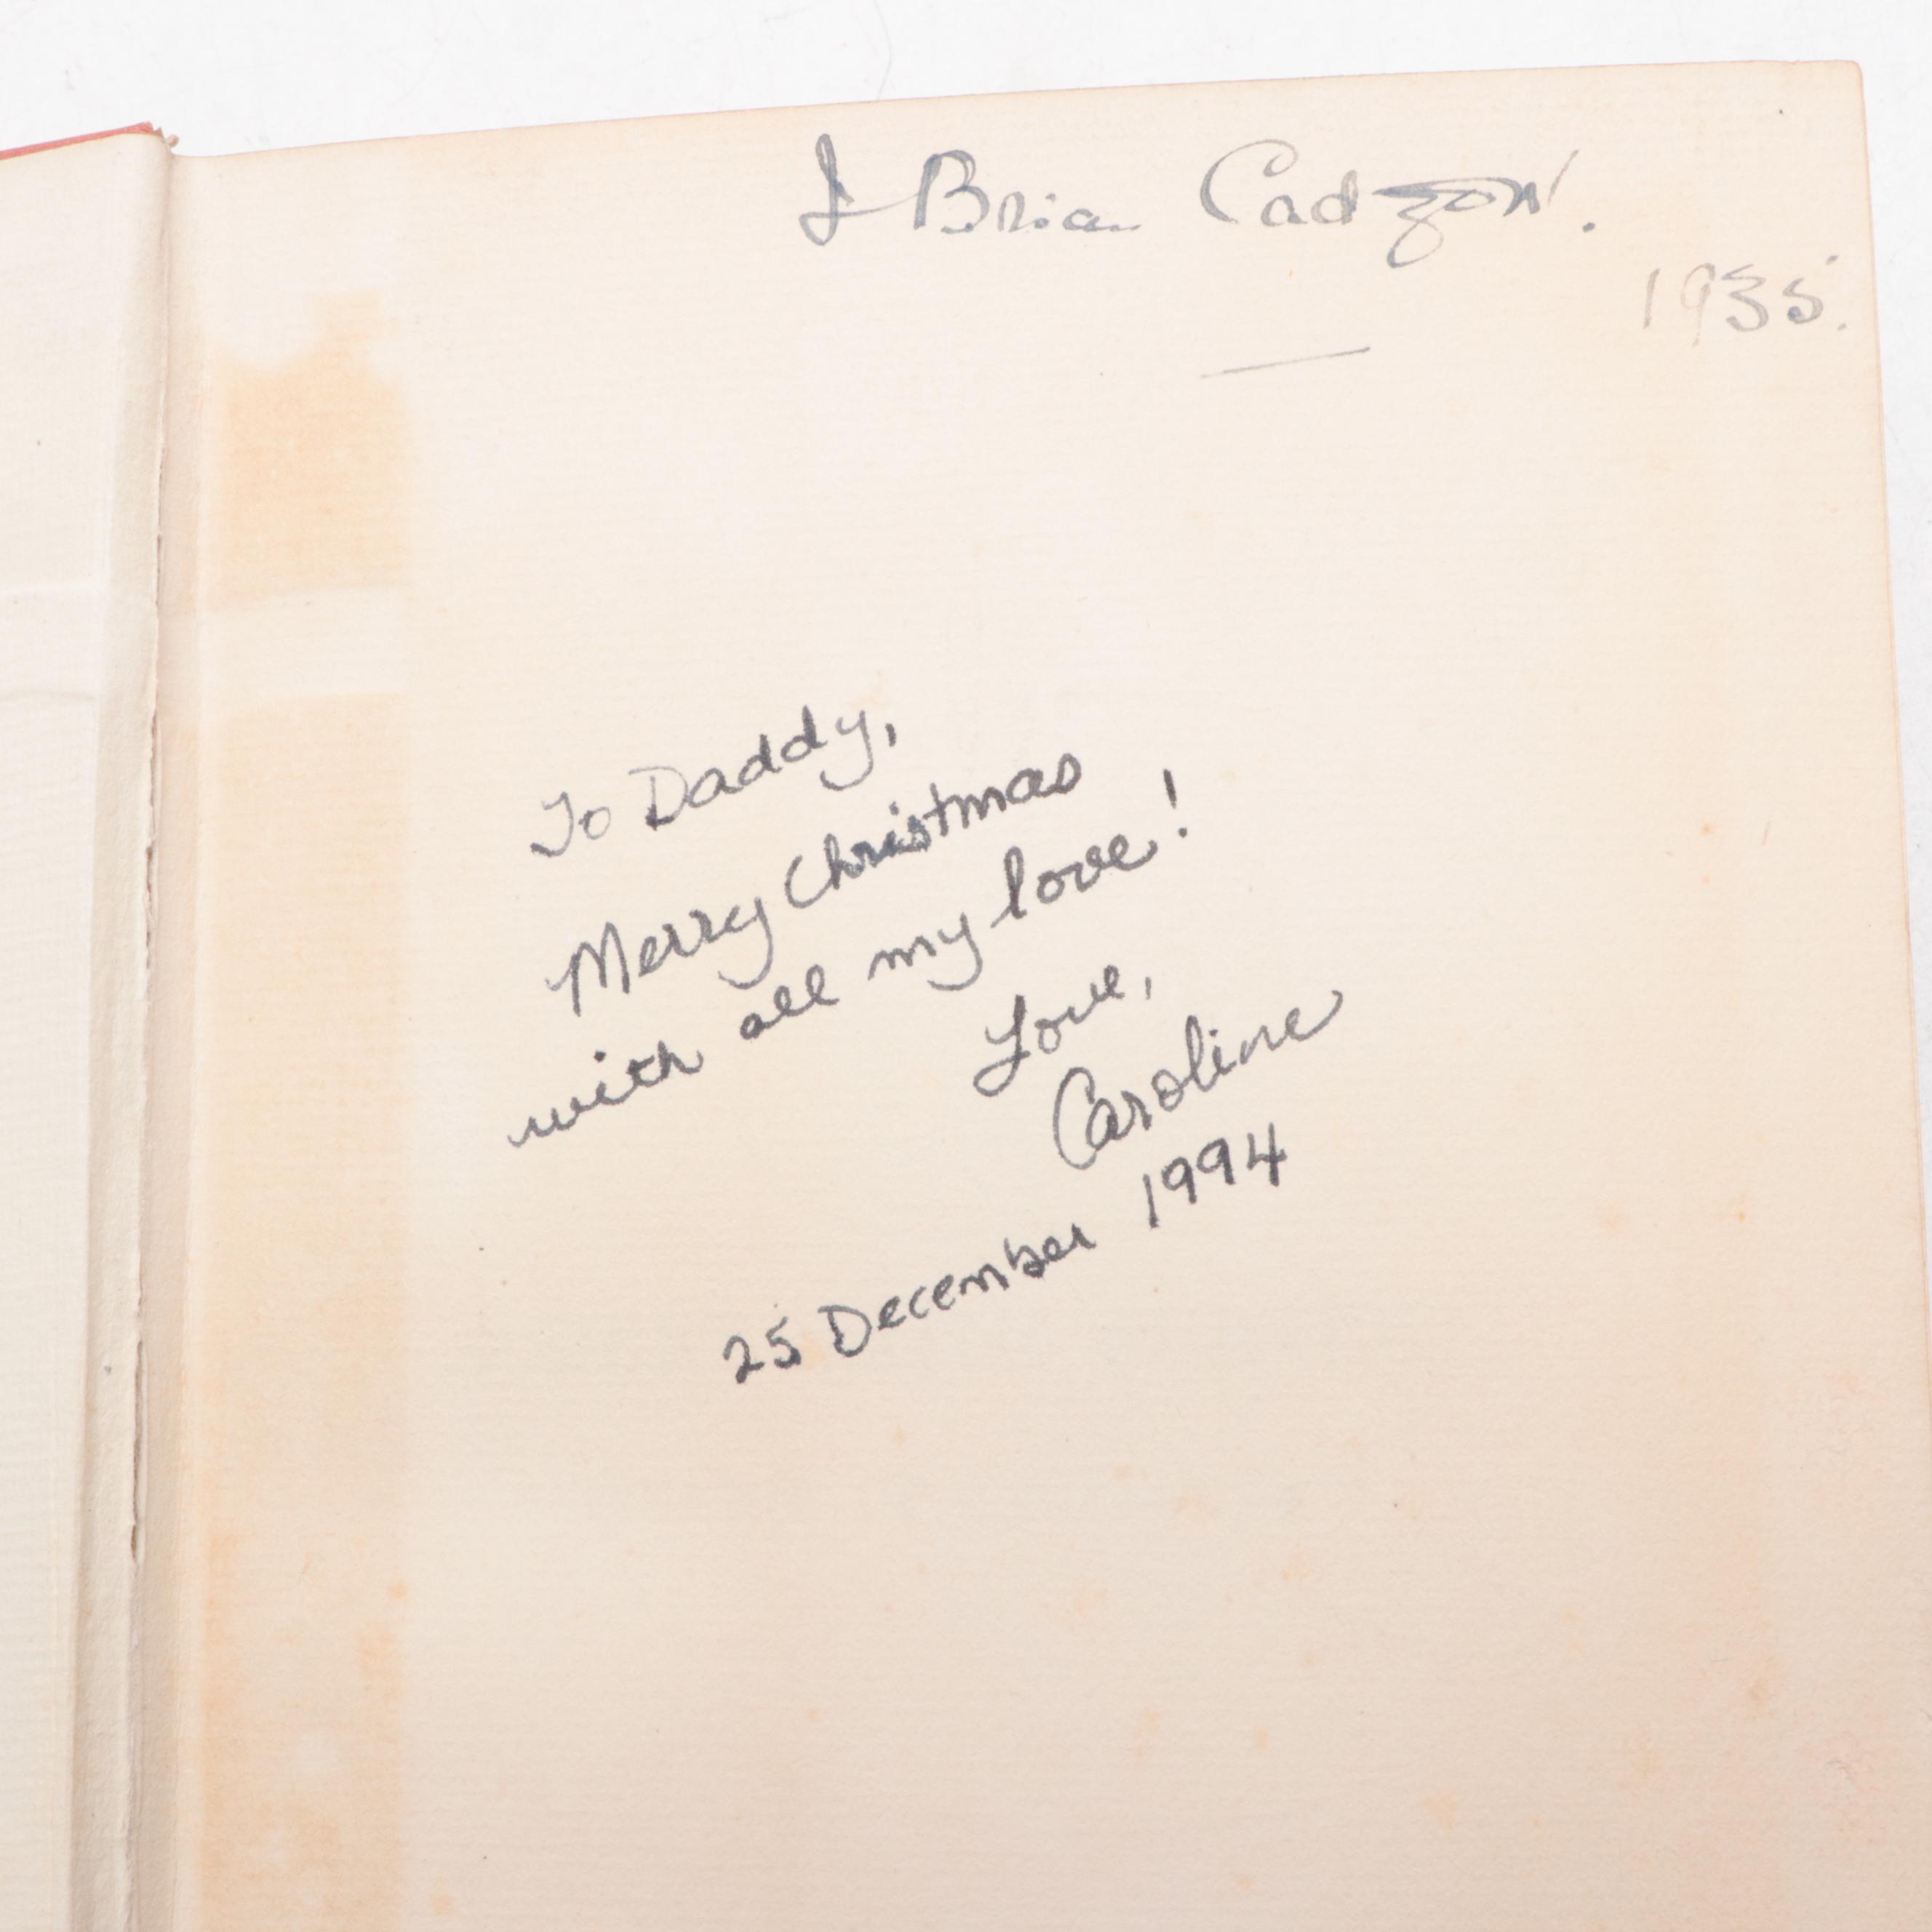 J Brian Cadzow.
1935.
To Daddy,
Merry Christmas
with all my love!
Love,
Caroline
25 December 1994